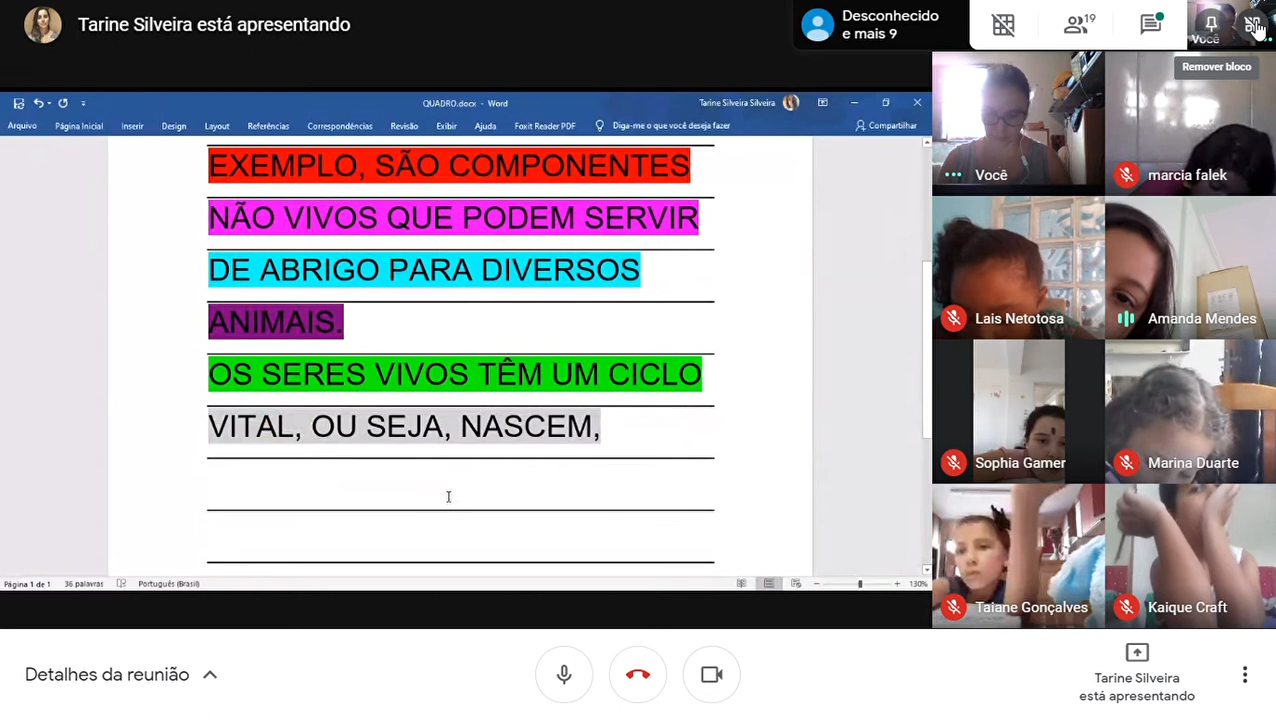 Tarine Silveira está apresentando
Desconhecido
e mais 9
19
Você
Remover bloco
QUADRO.docx - Word
Tarine Silveira Silveira
Arquivo Página Inicial Inserir Design Layout Referências Correspondências Revisão Exibir Ajuda Foxit Reader PDF Diga-me o que você deseja fazer Compartilhar
EXEMPLO, SÃO COMPONENTES
NÃO VIVOS QUE PODEM SERVIR
DE ABRIGO PARA DIVERSOS
ANIMAIS.
OS SERES VIVOS TÊM UM CICLO
VITAL, OU SEJA, NASCEM,
Página 1 de 1 36 palavras Português (Brasil) 130%
Você
marcia falek
Lais Netotosa
Amanda Mendes
Sophia Gamer
Marina Duarte
Taiane Gonçalves
Kaique Craft
Detalhes da reunião
Tarine Silveira
está apresentando